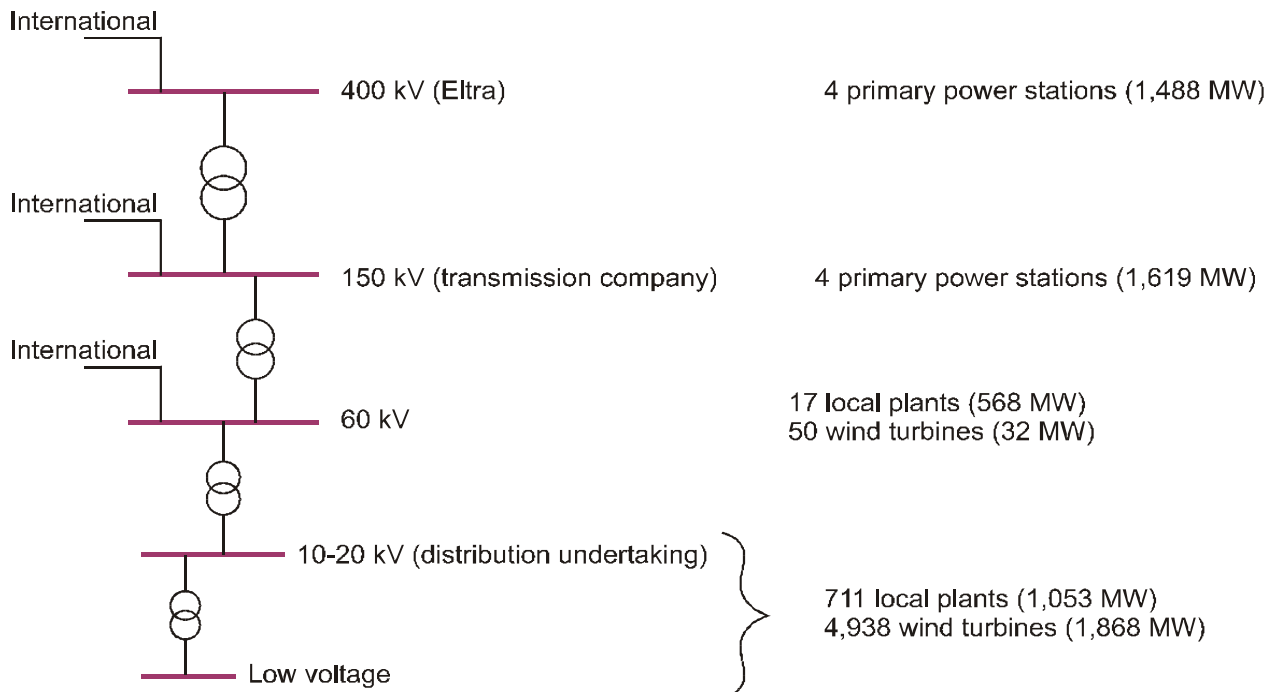 International
400 kV (Eltra)
4 primary power stations (1,488 MW)
International
150 kV (transmission company)
4 primary power stations (1,619 MW)
International
60 kV
17 local plants (568 MW)
50 wind turbines (32 MW)
10-20 kV (distribution undertaking)
711 local plants (1,053 MW)
4,938 wind turbines (1,868 MW)
Low voltage